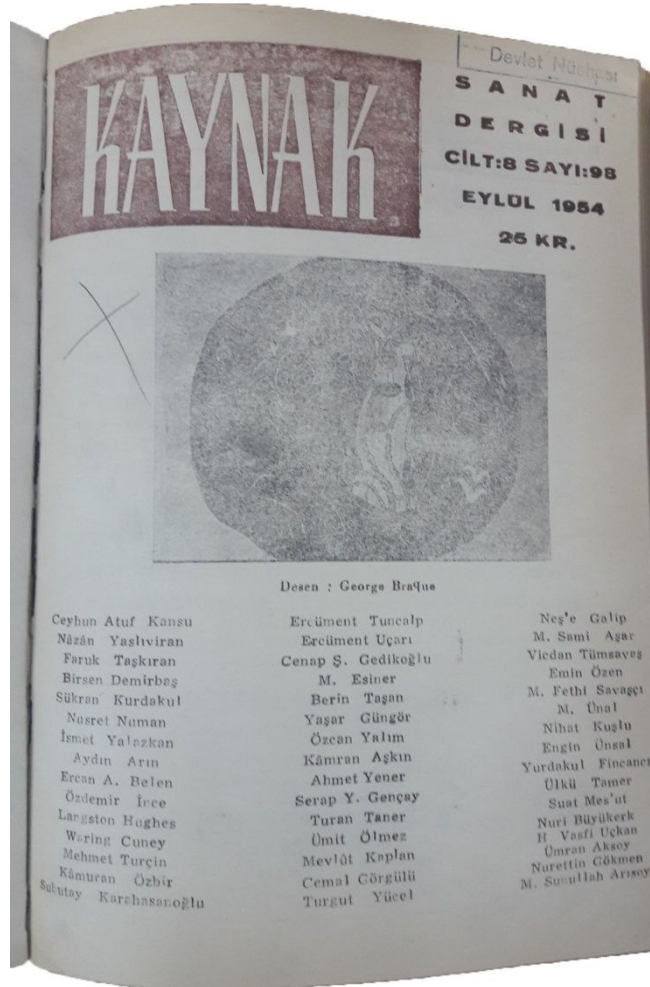 Devlet Nüshası
KAYNAK
SANAT
DERGİSİ
CİLT:8 SAYI:98
EYLÜL 1954
25 KR.
Desen : George Braque
Ceyhun Atuf Kansu
Nâzân Yaslıviran
Faruk Taşkıran
Birsen Demirbaş
Sükran Kurdakul
Nusret Numan
İsmet Yalazkan
Aydın Arın
Ercan A. Belen
Özdemir İnce
Langston Hughes
Waring Cuney
Mehmet Turçin
Kâmuran Özbir
Subutay Karahasanoğlu
Ercüment Tuncalp
Ercüment Uçarı
Cenap Ş. Gedikoğlu
M. Esiner
Berin Taşan
Yaşar Güngör
Özcan Yalım
Kâmran Aşkın
Ahmet Yener
Serap Y. Gençay
Turan Taner
Ümit Ölmez
Mevlût Kaplan
Cemal Görgülü
Turgut Yücel
Neş'e Galip
M. Sami Aşar
Vicdan Tümsavaş
Emin Özen
M. Fethi Savaşçı
M. Ünal
Nihat Kuşlu
Engin Ünsal
Yurdakul Fincancı
Ülkü Tamer
Suat Mes'ut
Nuri Büyükerk
H Vasfi Uçkan
Ümran Aksoy
Nurettin Gökmen
M. Sunullah Arısoy